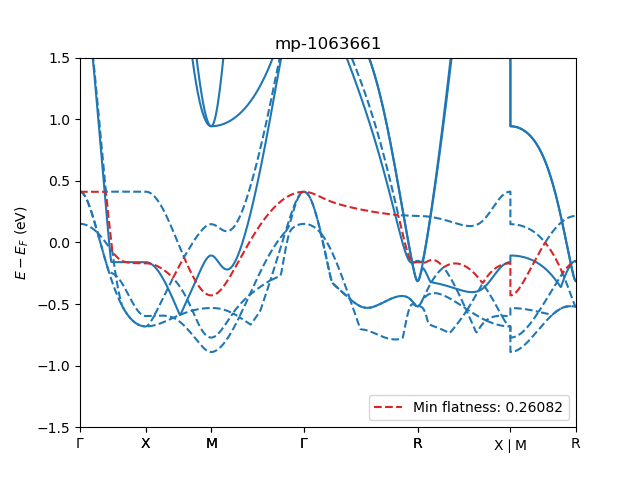 mp-1063661
1.5
1.0
0.5
0.0
−0.5
−1.0
−1.5
E − E_F (eV)
Min flatness: 0.26082
Γ X M Γ R X | M R